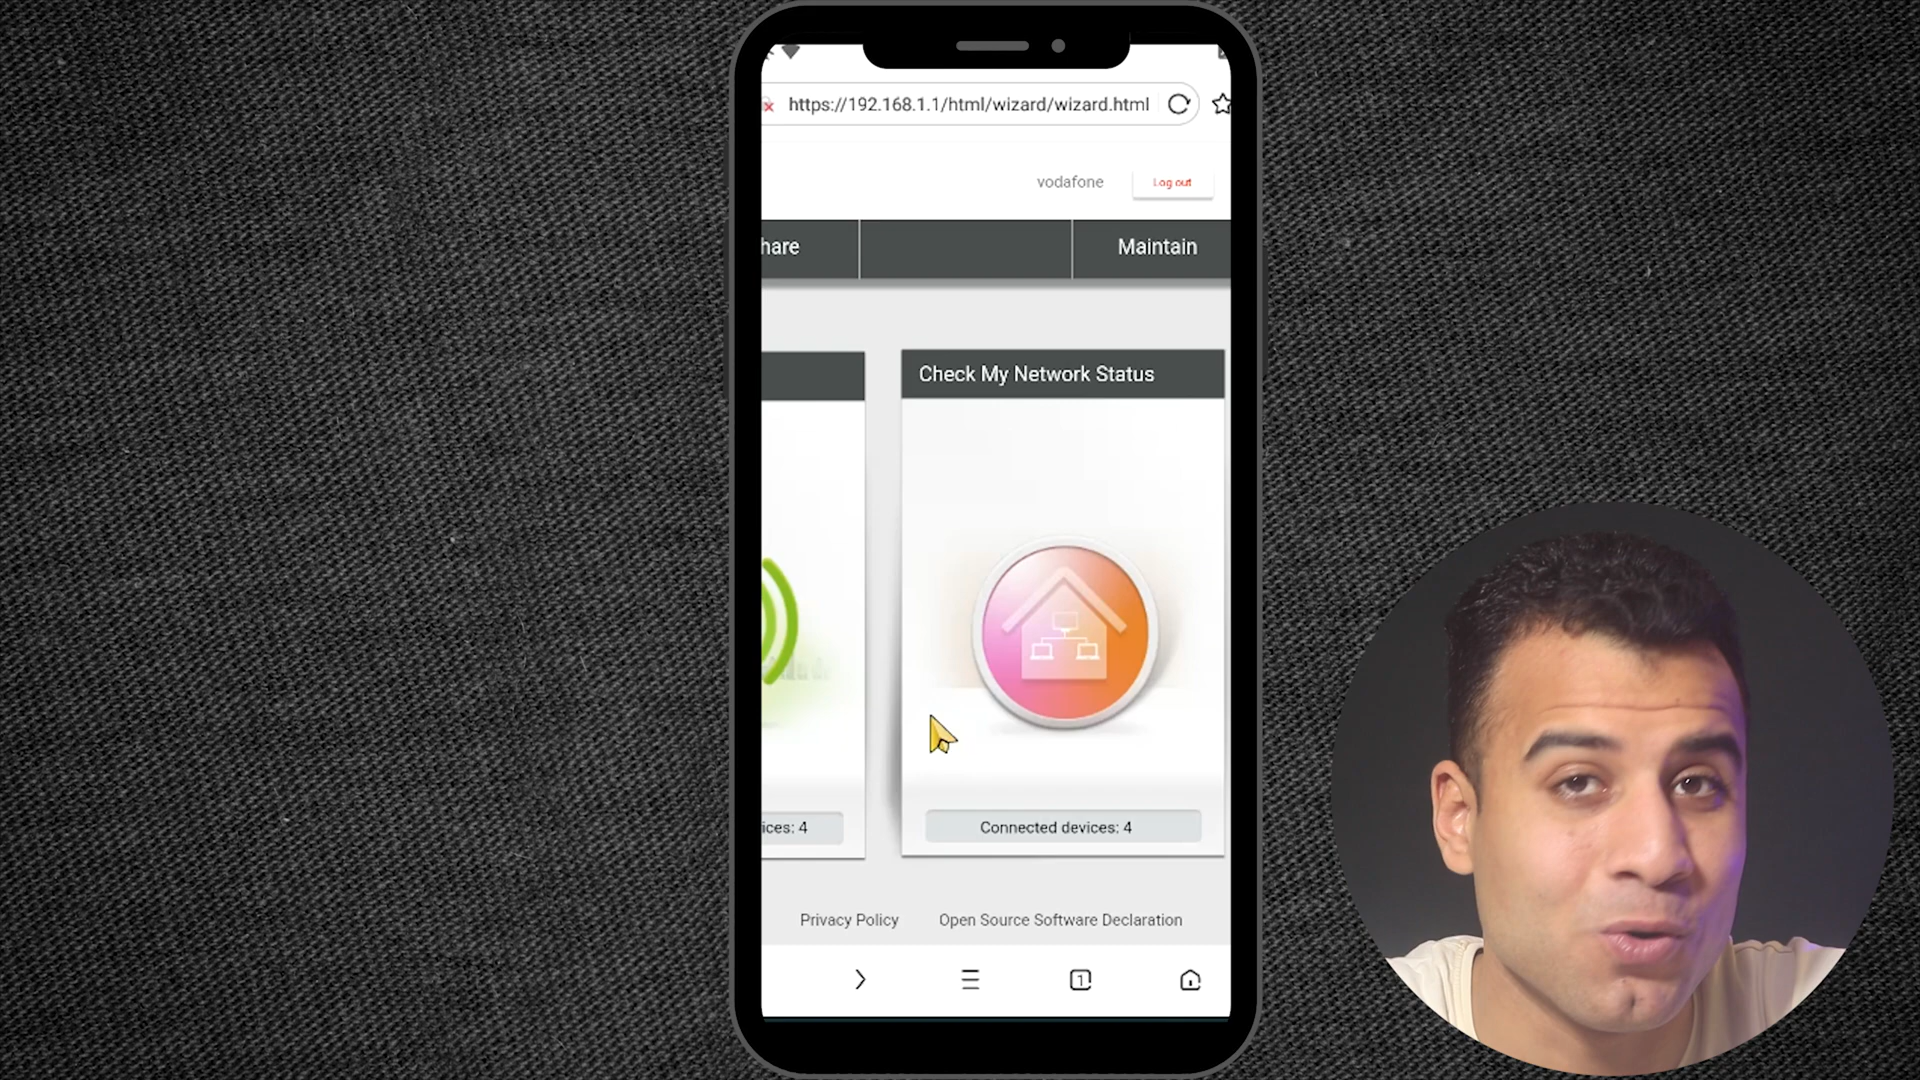 https://192.168.1.1/html/wizard/wizard.html
vodafone
Log out
hare
Maintain
Check My Network Status
ices: 4
Connected devices: 4
Privacy Policy
Open Source Software Declaration
1